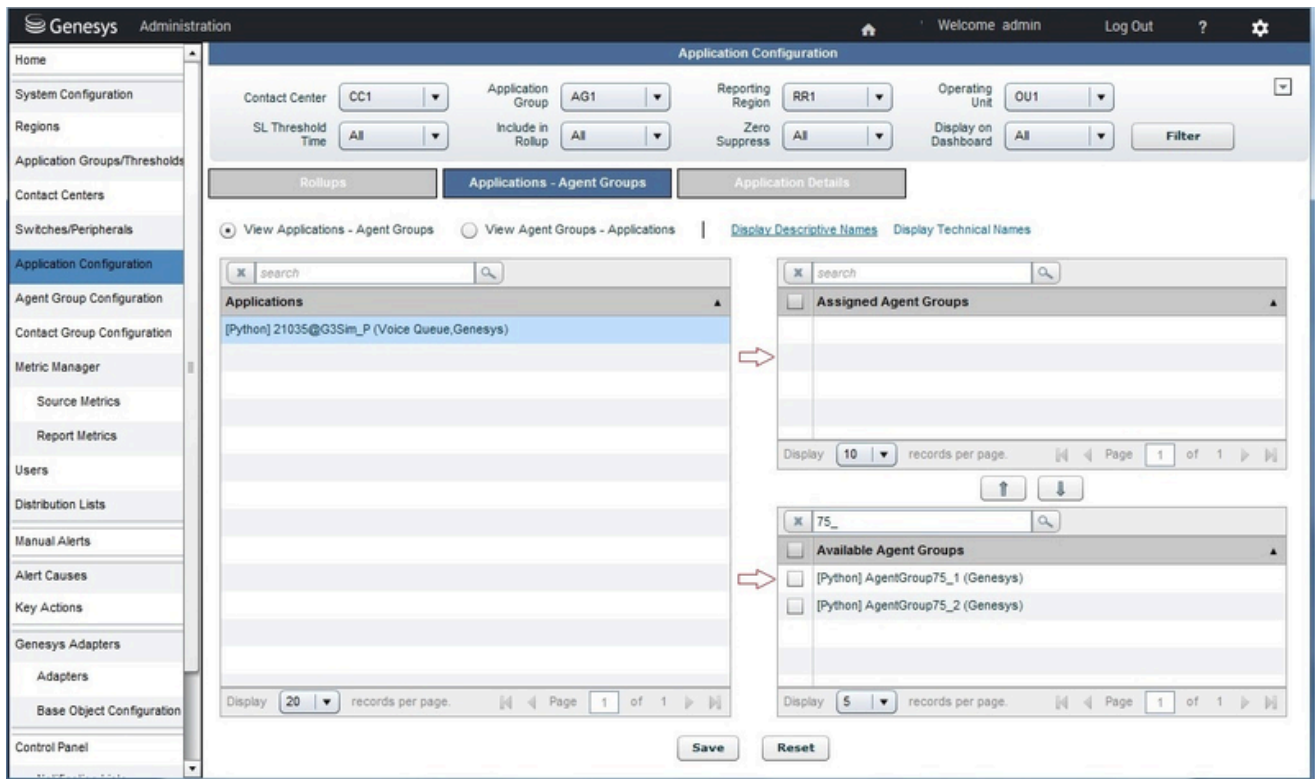 Genesys Administration Welcome admin Log Out ?
Home
System Configuration
Regions
Application Groups/Thresholds
Contact Centers
Switches/Peripherals
Application Configuration
Agent Group Configuration
Contact Group Configuration
Metric Manager
Source Metrics
Report Metrics
Users
Distribution Lists
Manual Alerts
Alert Causes
Key Actions
Genesys Adapters
Adapters
Base Object Configuration
Control Panel
Application Configuration
Contact Center CC1 Application Group AG1 Reporting Region RR1 Operating Unit OU1
SL Threshold Time All Include in Rollup All Zero Suppress All Display on Dashboard All Filter
Rollups Applications - Agent Groups Application Details
View Applications - Agent Groups View Agent Groups - Applications | Display Descriptive Names Display Technical Names
search
Applications
[Python] 21035@G3Sim_P (Voice Queue,Genesys)
Display 20 records per page. Page 1 of 1
search
Assigned Agent Groups
Display 10 records per page. Page 1 of 1
75_
Available Agent Groups
[Python] AgentGroup75_1 (Genesys)
[Python] AgentGroup75_2 (Genesys)
Display 5 records per page. Page 1 of 1
Save Reset